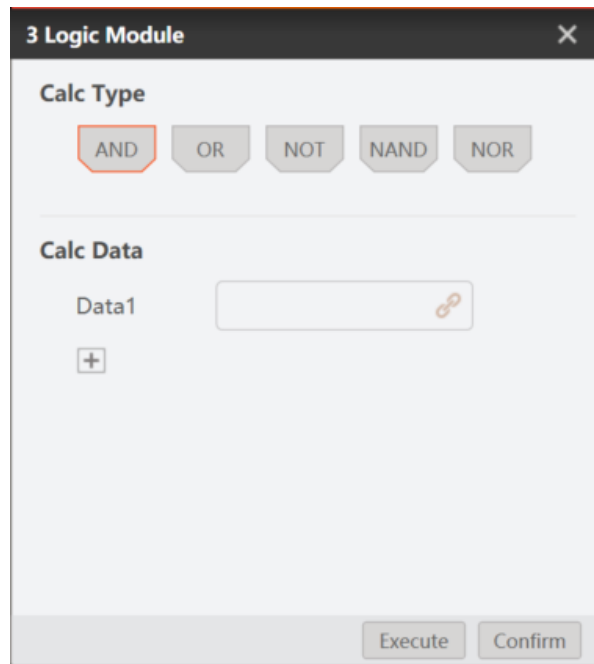 3 Logic Module
Calc Type
AND OR NOT NAND NOR
Calc Data
Data1
Execute Confirm